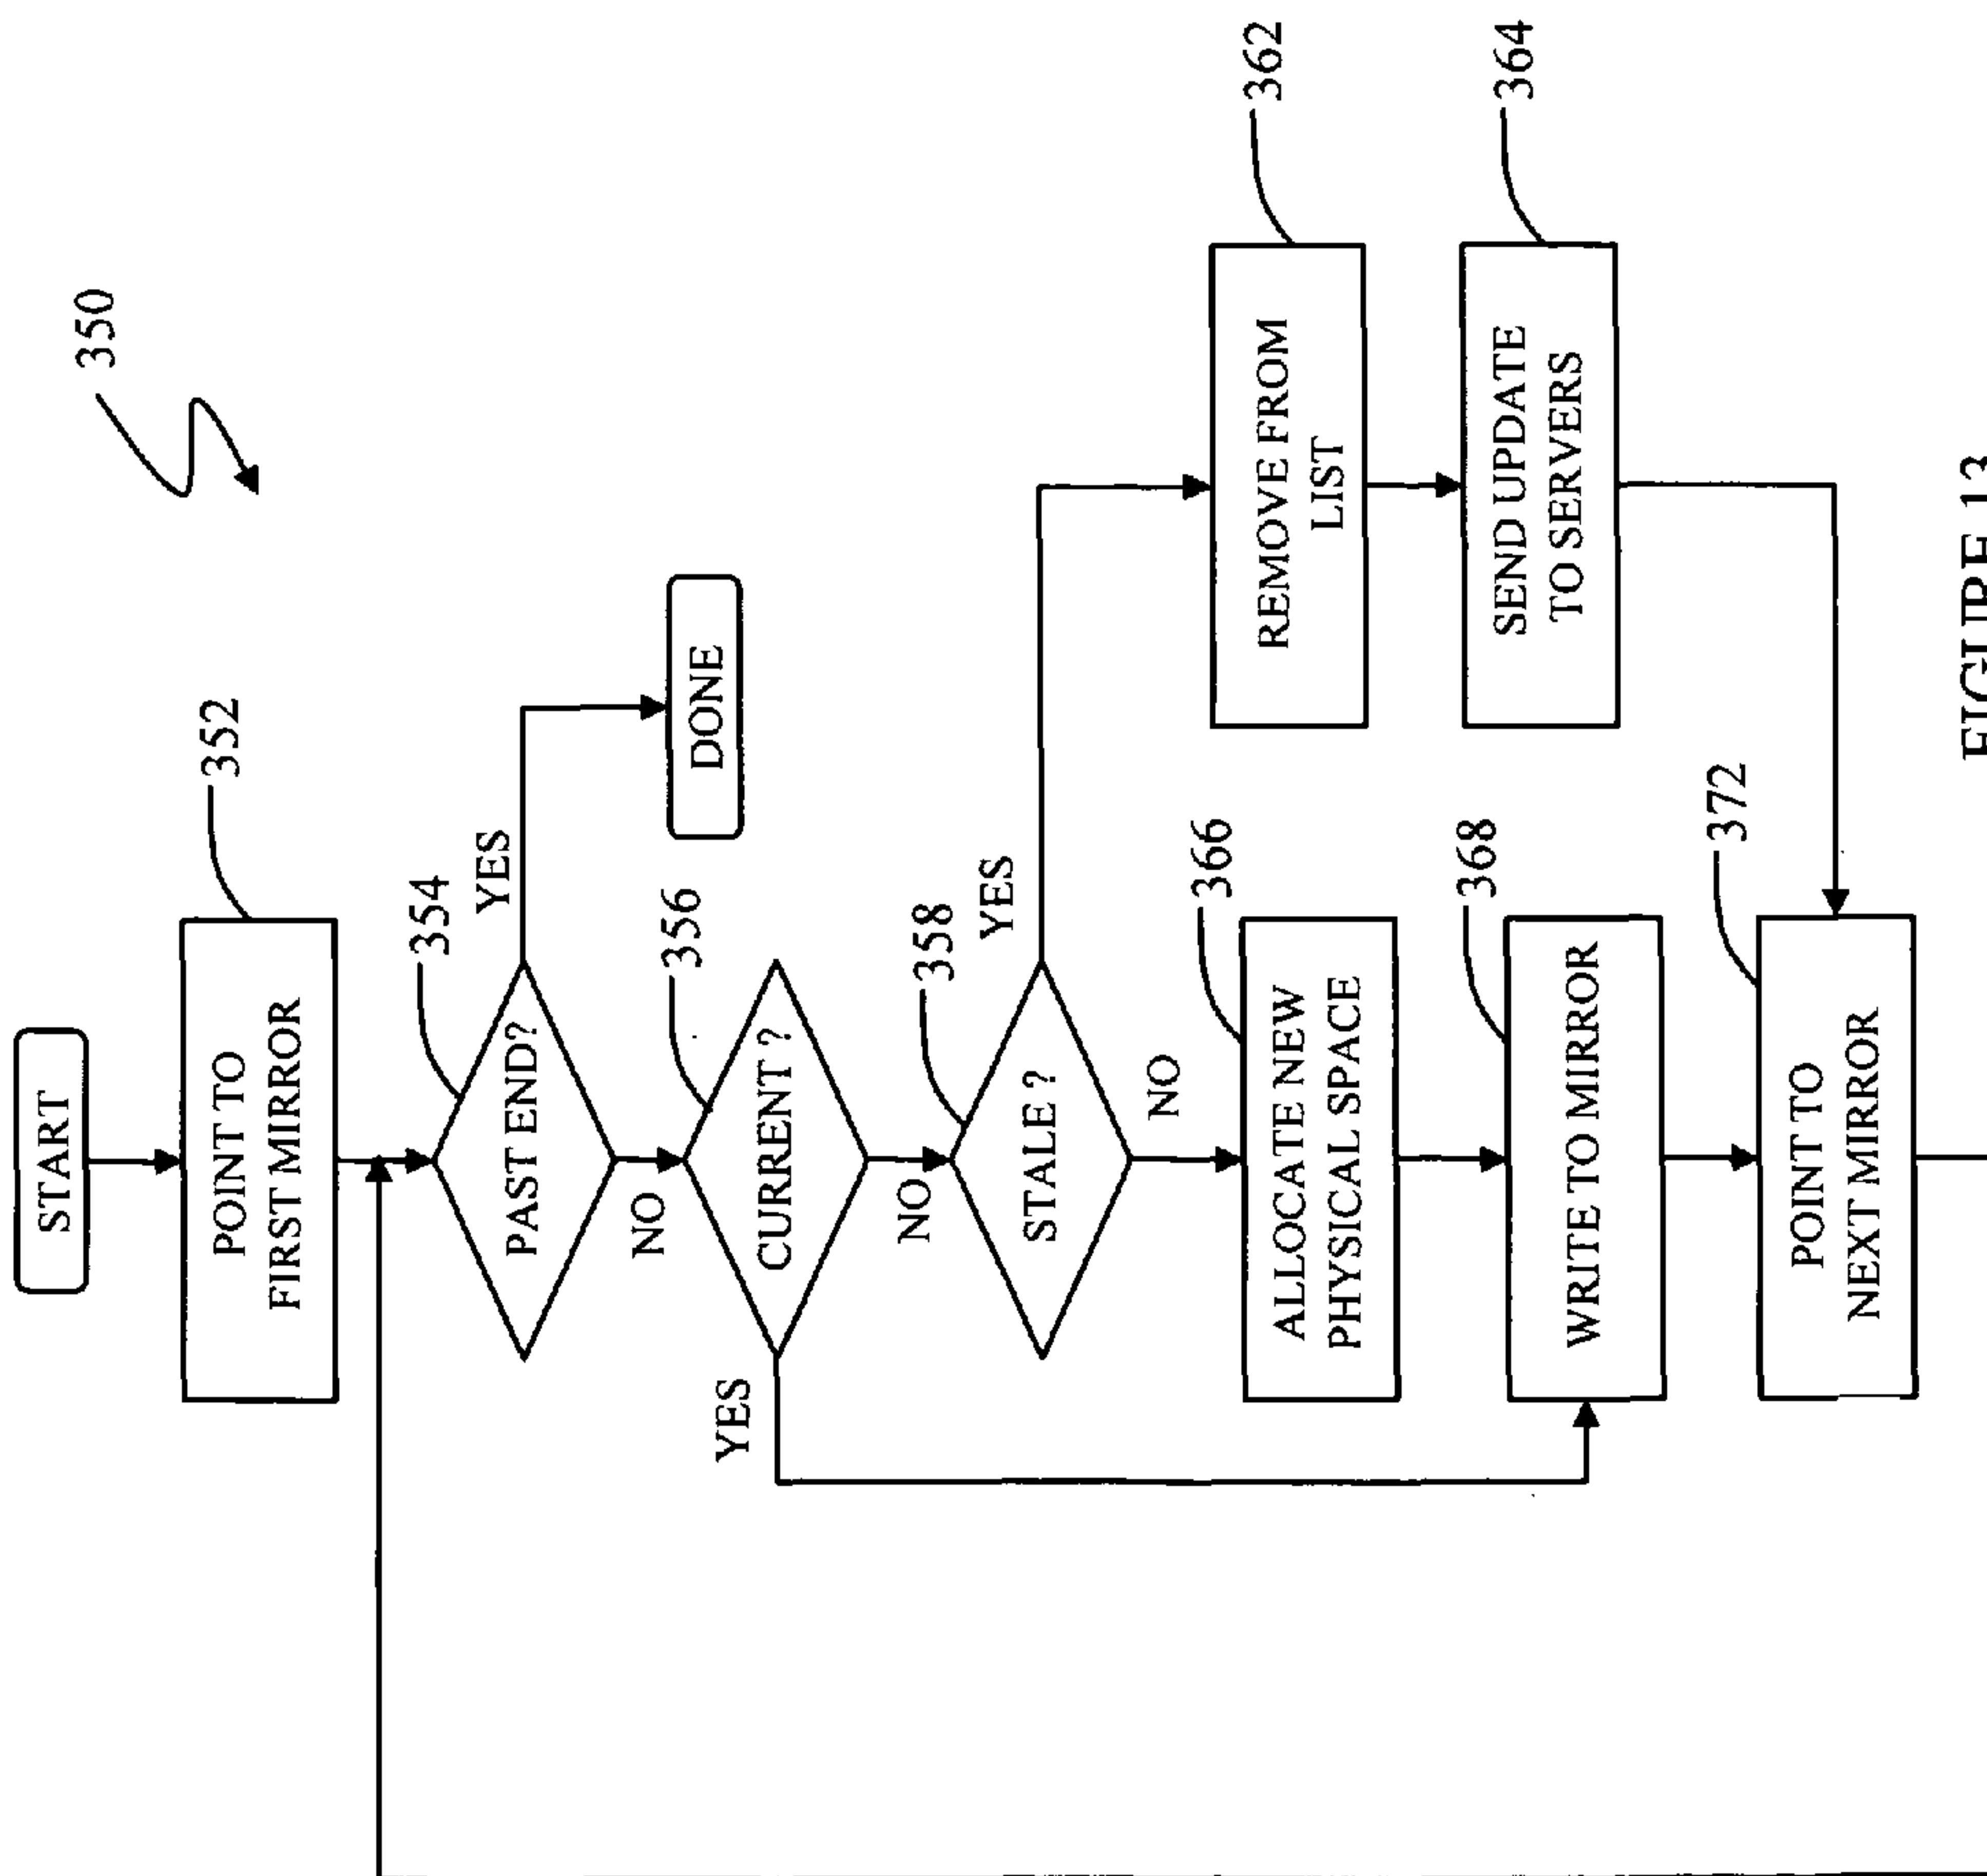 350
START
352
POINT TO
FIRST MIRROR
354
PAST END?
YES
DONE
NO
356
CURRENT ?
YES
NO
358
STALE ?
YES
NO
362
REMOVE FROM
LIST
364
SEND UPDATE
TO SERVERS
366
ALLOCATE NEW
PHYSICAL SPACE
368
WRITE TO MIRROR
372
POINT TO
NEXT MIRROR
FIGURE 13